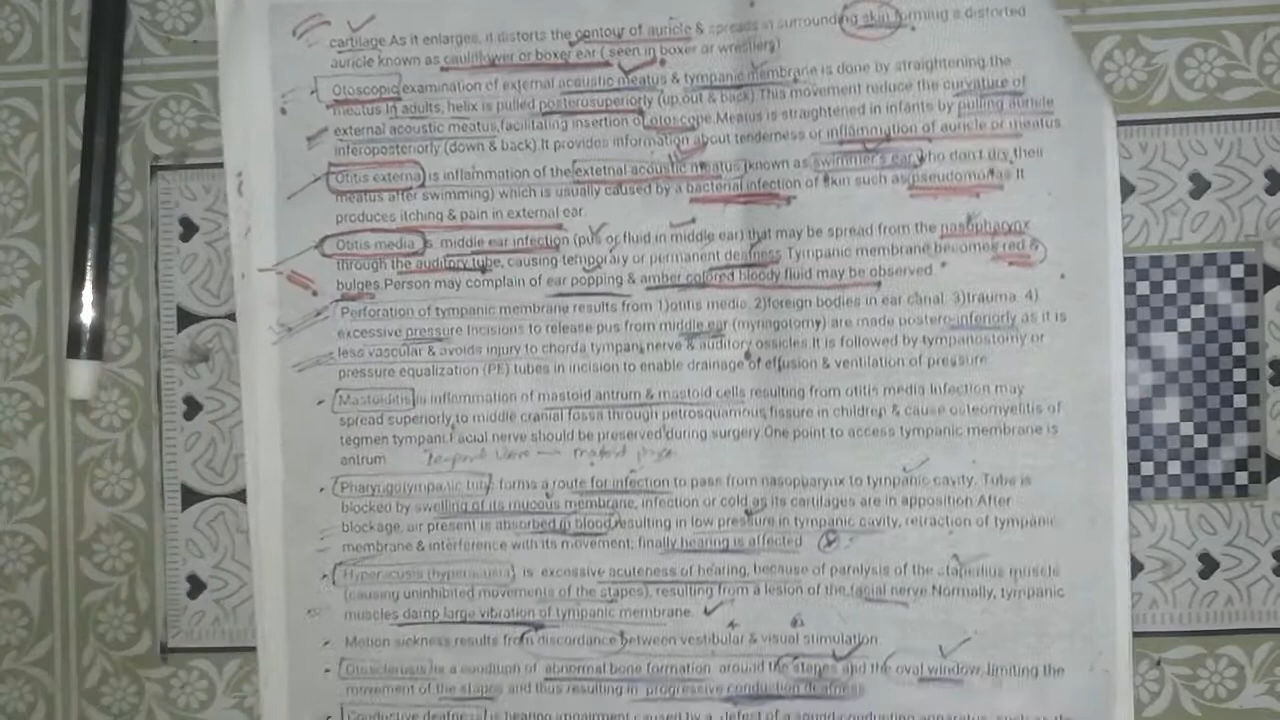 cartilage.As it enlarges, it distorts the contour of auricle & spreads in surrounding skin forming a distorted
auricle known as cauliflower or boxer ear ( seen in boxer or wrestlers)
Otoscopic examination of external acoustic meatus & tympanic membrane is done by straightening the
meatus.In adults, helix is pulled posterosuperiorly (up,out & back).This movement reduce the curvature of
external acoustic meatus,facilitating insertion of otoscope.Meatus is straightened in infants by pulling auricle
inferoposteriorly (down & back).It provides information about tenderness or inflammation of auricle or meatus.
Otitis externa is inflammation of the extetnal acoustic meatus (known as swimmer's ear who don't dry their
meatus after swimming) which is usually caused by a bacterial infection of skin such as pseudomonas. It
produces itching & pain in external ear.
Otitis media is middle ear infection (pus or fluid in middle ear) that may be spread from the nasopharynx
through the auditory tube, causing temporary or permanent deafness. Tympanic membrane becomes red &
bulges.Person may complain of ear popping & amber colored bloody fluid may be observed.
Perforation of tympanic membrane results from 1)otitis media. 2)foreign bodies in ear canal. 3)trauma. 4)
excessive pressure.Incisions to release pus from middle ear (myringotomy) are made postero-inferiorly as it is
less vascular & avoids injury to chorda tympani nerve & auditory ossicles.It is followed by tympanostomy or
pressure equalization (PE) tubes in incision to enable drainage of effusion & ventilation of pressure.
Mastoiditis is inflammation of mastoid antrum & mastoid cells resulting from otitis media.Infection may
spread superiorly to middle cranial fossa through petrosquamous fissure in children & cause osteomyelitis of
tegmen tympani.Facial nerve should be preserved during surgery.One point to access tympanic membrane is
antrum
Pharyngotympanic tube forms a route for infection to pass from nasopharynx to tympanic cavity. Tube is
blocked by swelling of its mucous membrane, infection or cold as its cartilages are in apposition.After
blockage, air present is absorbed in blood resulting in low pressure in tympanic cavity, retraction of tympanic
membrane & interference with its movement; finally hearing is affected
Hyperacusis (hyperacusia) is excessive acuteness of hearing, because of paralysis of the stapedius muscle
(causing uninhibited movements of the stapes), resulting from a lesion of the facial nerve.Normally, tympanic
muscles damp large vibration of tympanic membrane.
Motion sickness results from discordance between vestibular & visual stimulation.
Otosclerosis is a condition of abnormal bone formation around the stapes and the oval window, limiting the
movement of the stapes and thus resulting in progressive conduction deafness.
Conductive deafness is hearing impairment caused by a defect of a sound conducting apparatus, such as the